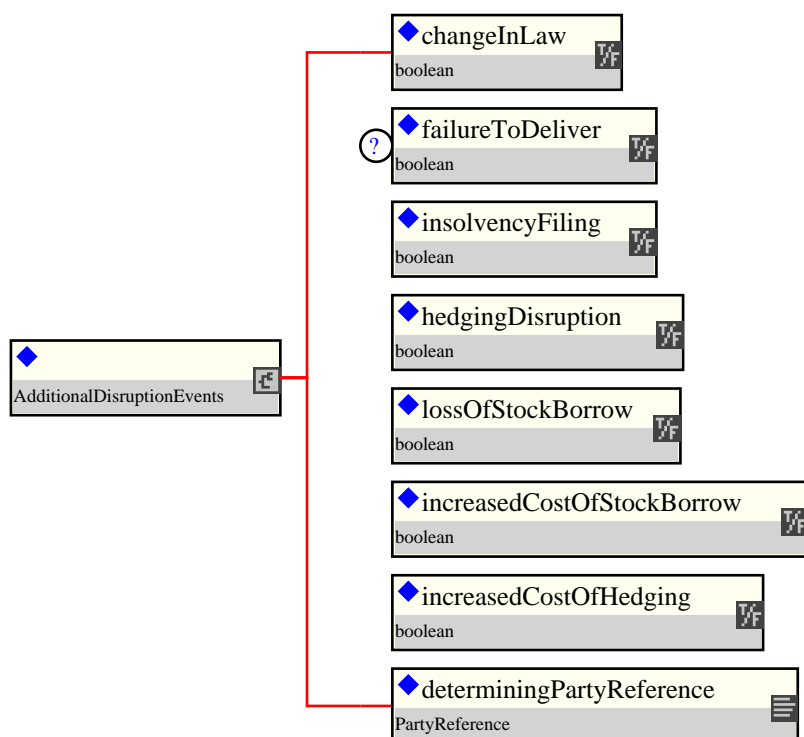 changeInLaw
boolean
T/F
?
failureToDeliver
boolean
T/F
insolvencyFiling
boolean
T/F
hedgingDisruption
boolean
T/F
AdditionalDisruptionEvents
lossOfStockBorrow
boolean
T/F
increasedCostOfStockBorrow
boolean
T/F
increasedCostOfHedging
boolean
T/F
determiningPartyReference
PartyReference